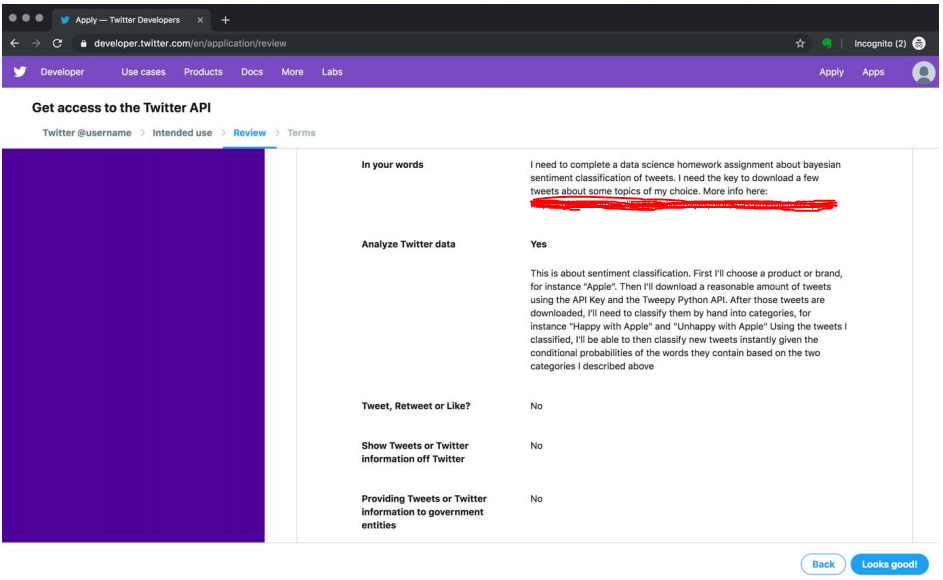 Apply — Twitter Developers
developer.twitter.com/en/application/review
Incognito (2)
Developer Use cases Products Docs More Labs Apply Apps
Get access to the Twitter API
Twitter @username > Intended use > Review > Terms
In your words
I need to complete a data science homework assignment about bayesian
sentiment classification of tweets. I need the key to download a few
tweets about some topics of my choice. More info here:
Analyze Twitter data
Yes
This is about sentiment classification. First I'll choose a product or brand,
for instance "Apple". Then I'll download a reasonable amount of tweets
using the API Key and the Tweepy Python API. After those tweets are
downloaded, I'll need to classify them by hand into categories, for
instance "Happy with Apple" and "Unhappy with Apple" Using the tweets I
classified, I'll be able to then classify new tweets instantly given the
conditional probabilities of the words they contain based on the two
categories I described above
Tweet, Retweet or Like?
No
Show Tweets or Twitter
information off Twitter
No
Providing Tweets or Twitter
information to government
entities
No
Back
Looks good!